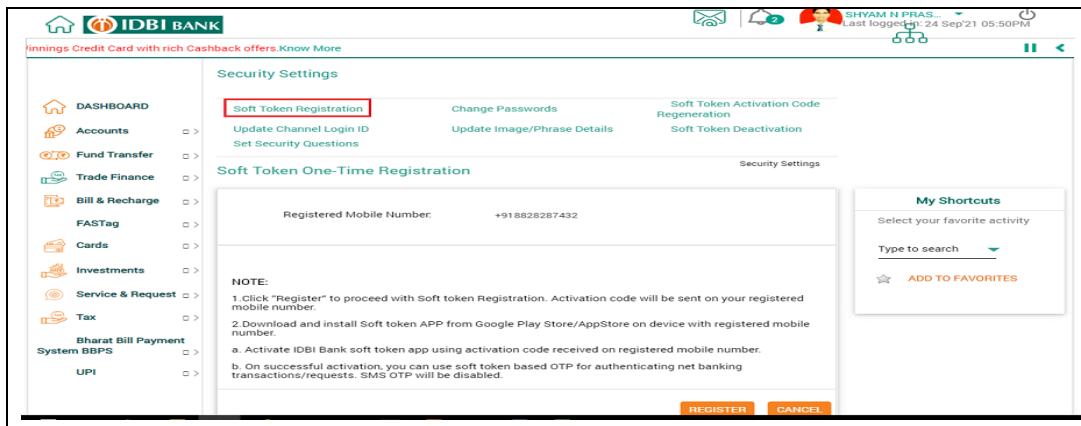 IDBI BANK
2
SHYAM N PRAS...
Last logged in: 24 Sep'21 05:50PM
innings Credit Card with rich Cashback offers.Know More
Security Settings
Soft Token Registration
Change Passwords
Soft Token Activation Code
Regeneration
Update Channel Login ID
Update Image/Phrase Details
Soft Token Deactivation
Set Security Questions
DASHBOARD
Accounts
Fund Transfer
Trade Finance
Bill & Recharge
FASTag
Cards
Investments
Service & Request
Tax
Bharat Bill Payment
System BBPS
UPI
Security Settings
Soft Token One-Time Registration
Registered Mobile Number:
+918828287432
NOTE:
1.Click "Register" to proceed with Soft token Registration. Activation code will be sent on your registered
mobile number.
2.Download and install Soft token APP from Google Play Store/AppStore on device with registered mobile
number.
a. Activate IDBI Bank soft token app using activation code received on registered mobile number.
b. On successful activation, you can use soft token based OTP for authenticating net banking
transactions/requests. SMS OTP will be disabled.
REGISTER
CANCEL
My Shortcuts
Select your favorite activity
Type to search
ADD TO FAVORITES